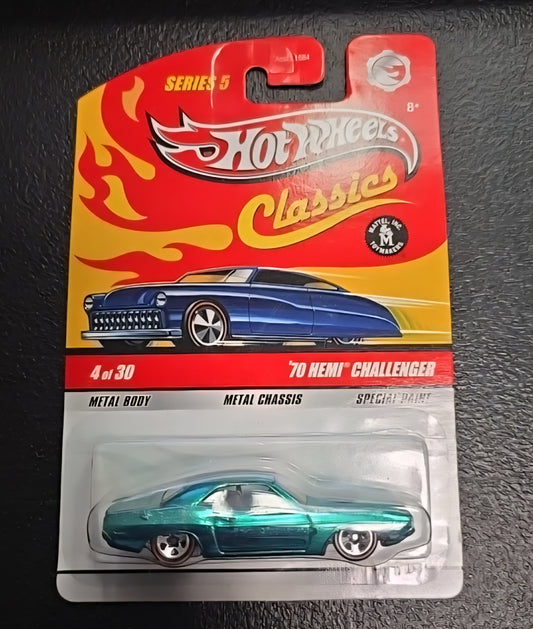 SERIES 5
Hot Wheels
8+
Classics
MATTEL, INC.
M
TOYMAKERS
4 of 30
'70 HEMI® CHALLENGER
METAL BODY
METAL CHASSIS
SPECIAL PAINT